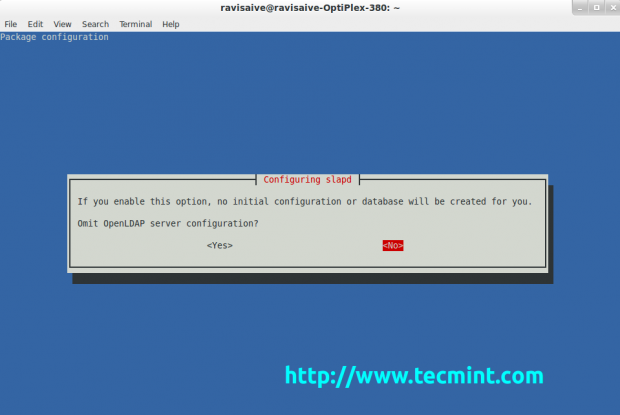 ravisaive@ravisaive-OptiPlex-380: ~
File Edit View Search Terminal Help
Package configuration
Configuring slapd
If you enable this option, no initial configuration or database will be created for you.
Omit OpenLDAP server configuration?
<Yes> <No>
http://www.tecmint.com